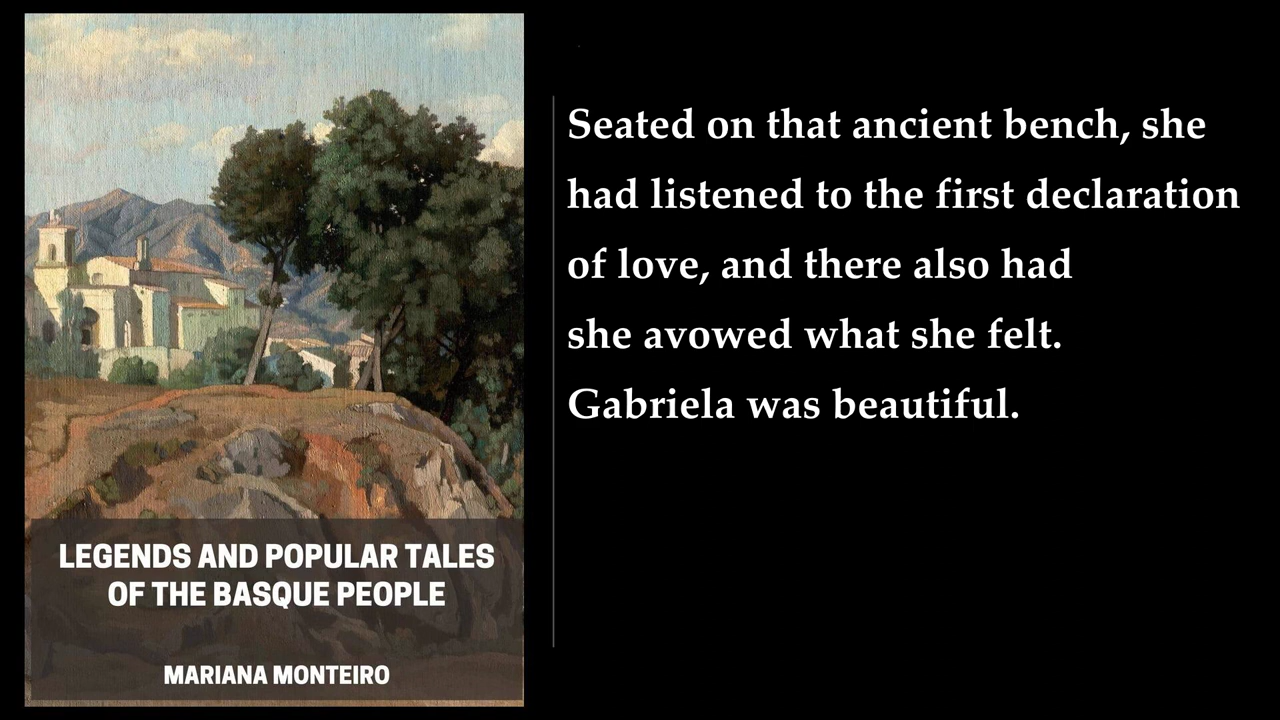 LEGENDS AND POPULAR TALES
OF THE BASQUE PEOPLE
MARIANA MONTEIRO
Seated on that ancient bench, she
had listened to the first declaration
of love, and there also had
she avowed what she felt.
Gabriela was beautiful.